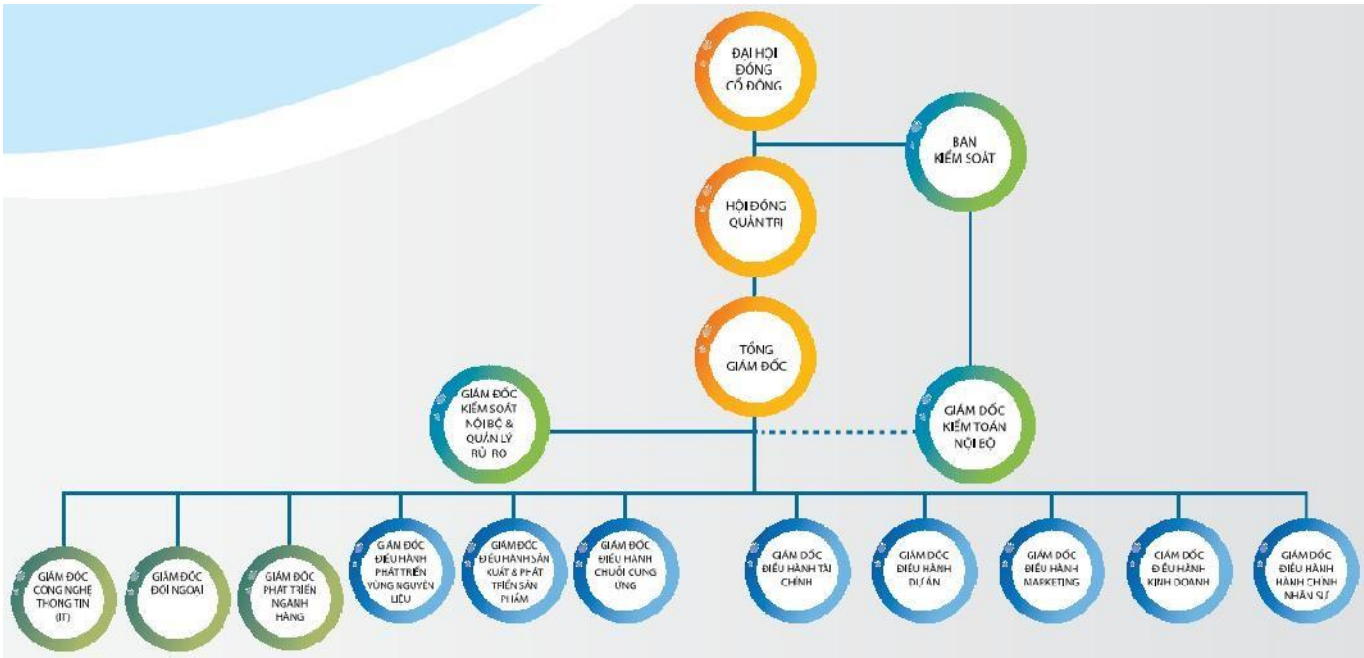 ĐẠI HỘI
ĐỒNG
CỔ ĐÔNG
BAN
KIỂM SOÁT
HỘI ĐỒNG
QUẢN TRỊ
TỔNG
GIÁM ĐỐC
GIÁM ĐỐC
KIỂM SOÁT
NỘI BỘ &
QUẢN LÝ
RỦI RO
GIÁM ĐỐC
KIỂM TOÁN
NỘI BỘ
GIÁM ĐỐC
CÔNG NGHỆ
THÔNG TIN
(IT)
GIÁM ĐỐC
ĐỐI NGOẠI
GIÁM ĐỐC
PHÁT TRIỂN
NGÀNH
HÀNG
GIÁM ĐỐC
ĐIỀU HÀNH
PHÁT TRIỂN
VÙNG NGUYÊN
LIỆU
GIÁM ĐỐC
ĐIỀU HÀNH SẢN
XUẤT & PHÁT
TRIỂN SẢN
PHẨM
GIÁM ĐỐC
ĐIỀU HÀNH
CHUỖI CUNG
ỨNG
GIÁM ĐỐC
ĐIỀU HÀNH TÀI
CHÍNH
GIÁM ĐỐC
ĐIỀU HÀNH
DỰ ÁN
GIÁM ĐỐC
ĐIỀU HÀNH
MARKETING
GIÁM ĐỐC
ĐIỀU HÀNH
KINH DOANH
GIÁM ĐỐC
ĐIỀU HÀNH
HÀNH CHÍNH
NHÂN SỰ